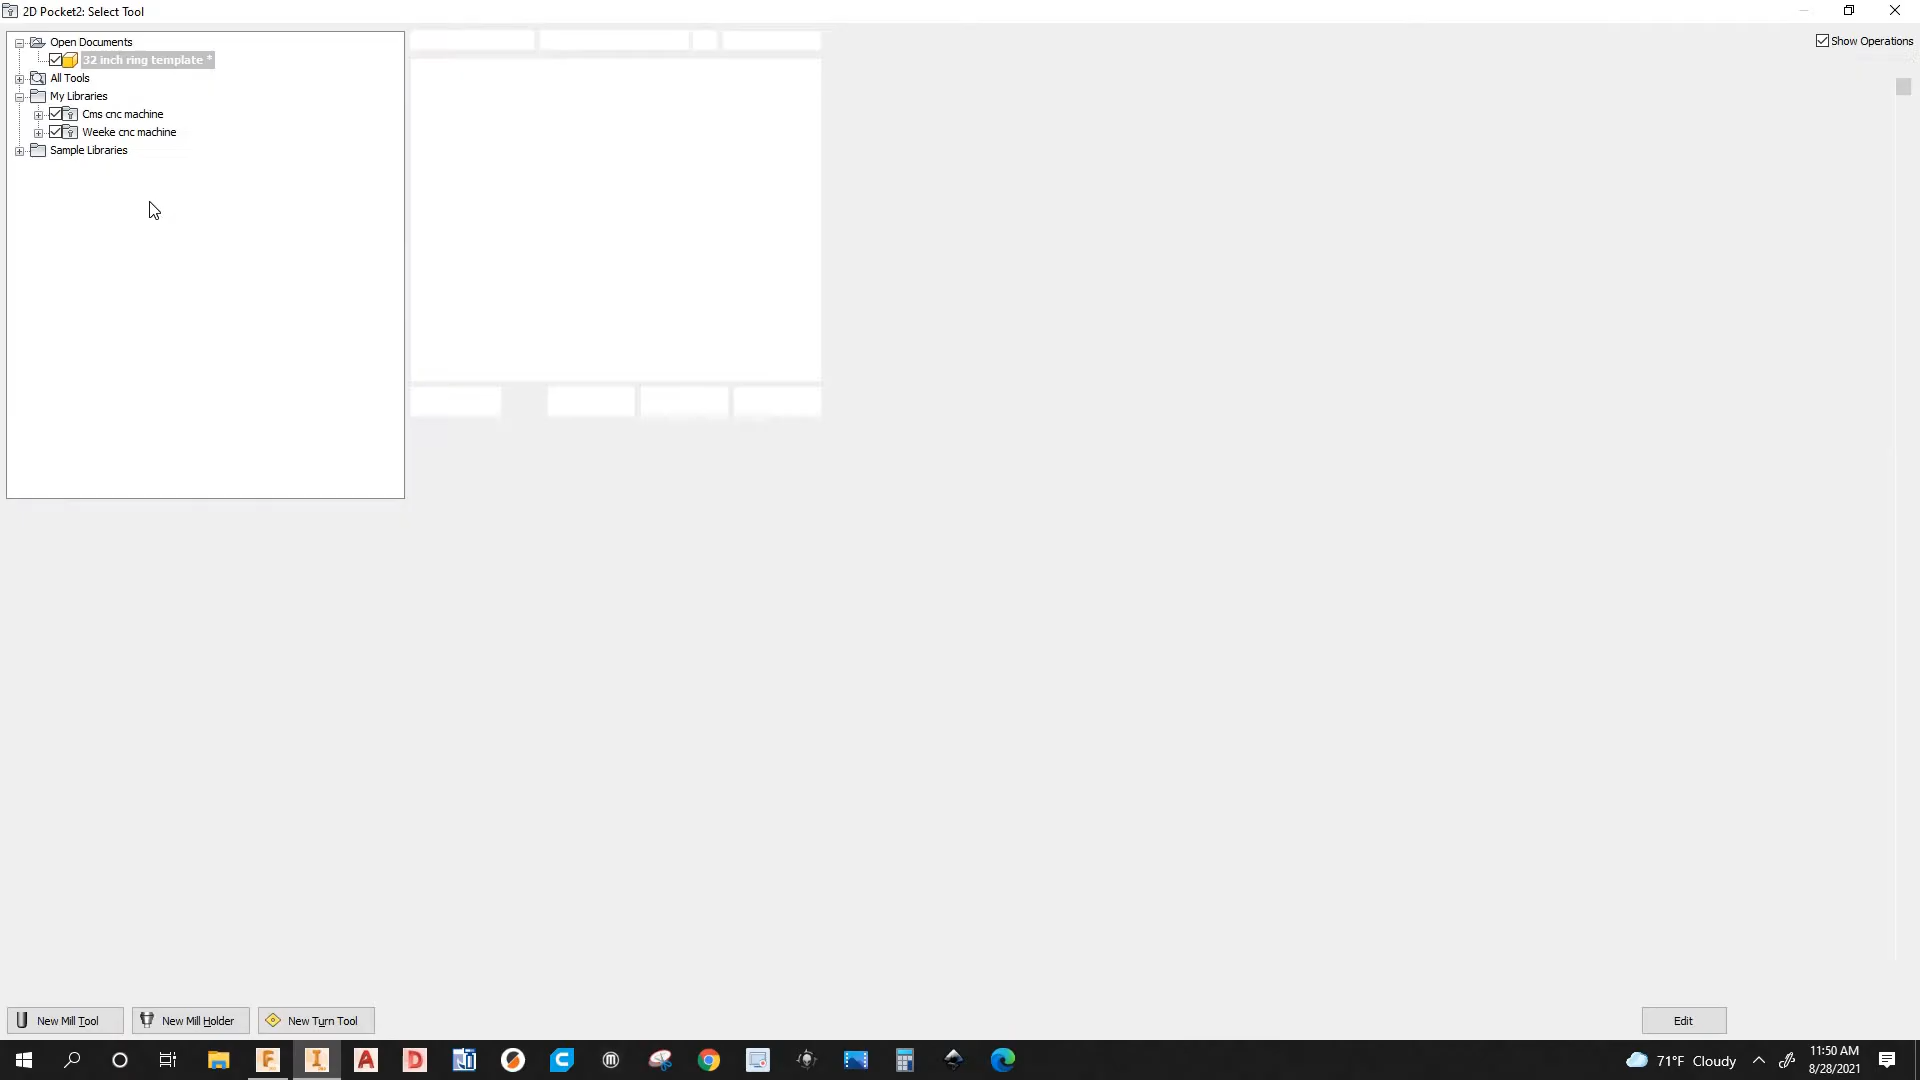 2D Pocket2: Select Tool
Open Documents
32 inch ring template *
All Tools
My Libraries
Cms cnc machine
Weeke cnc machine
Sample Libraries
Show Operations
New Mill Tool
New Mill Holder
New Turn Tool
Edit
71°F Cloudy
11:50 AM
8/28/2021